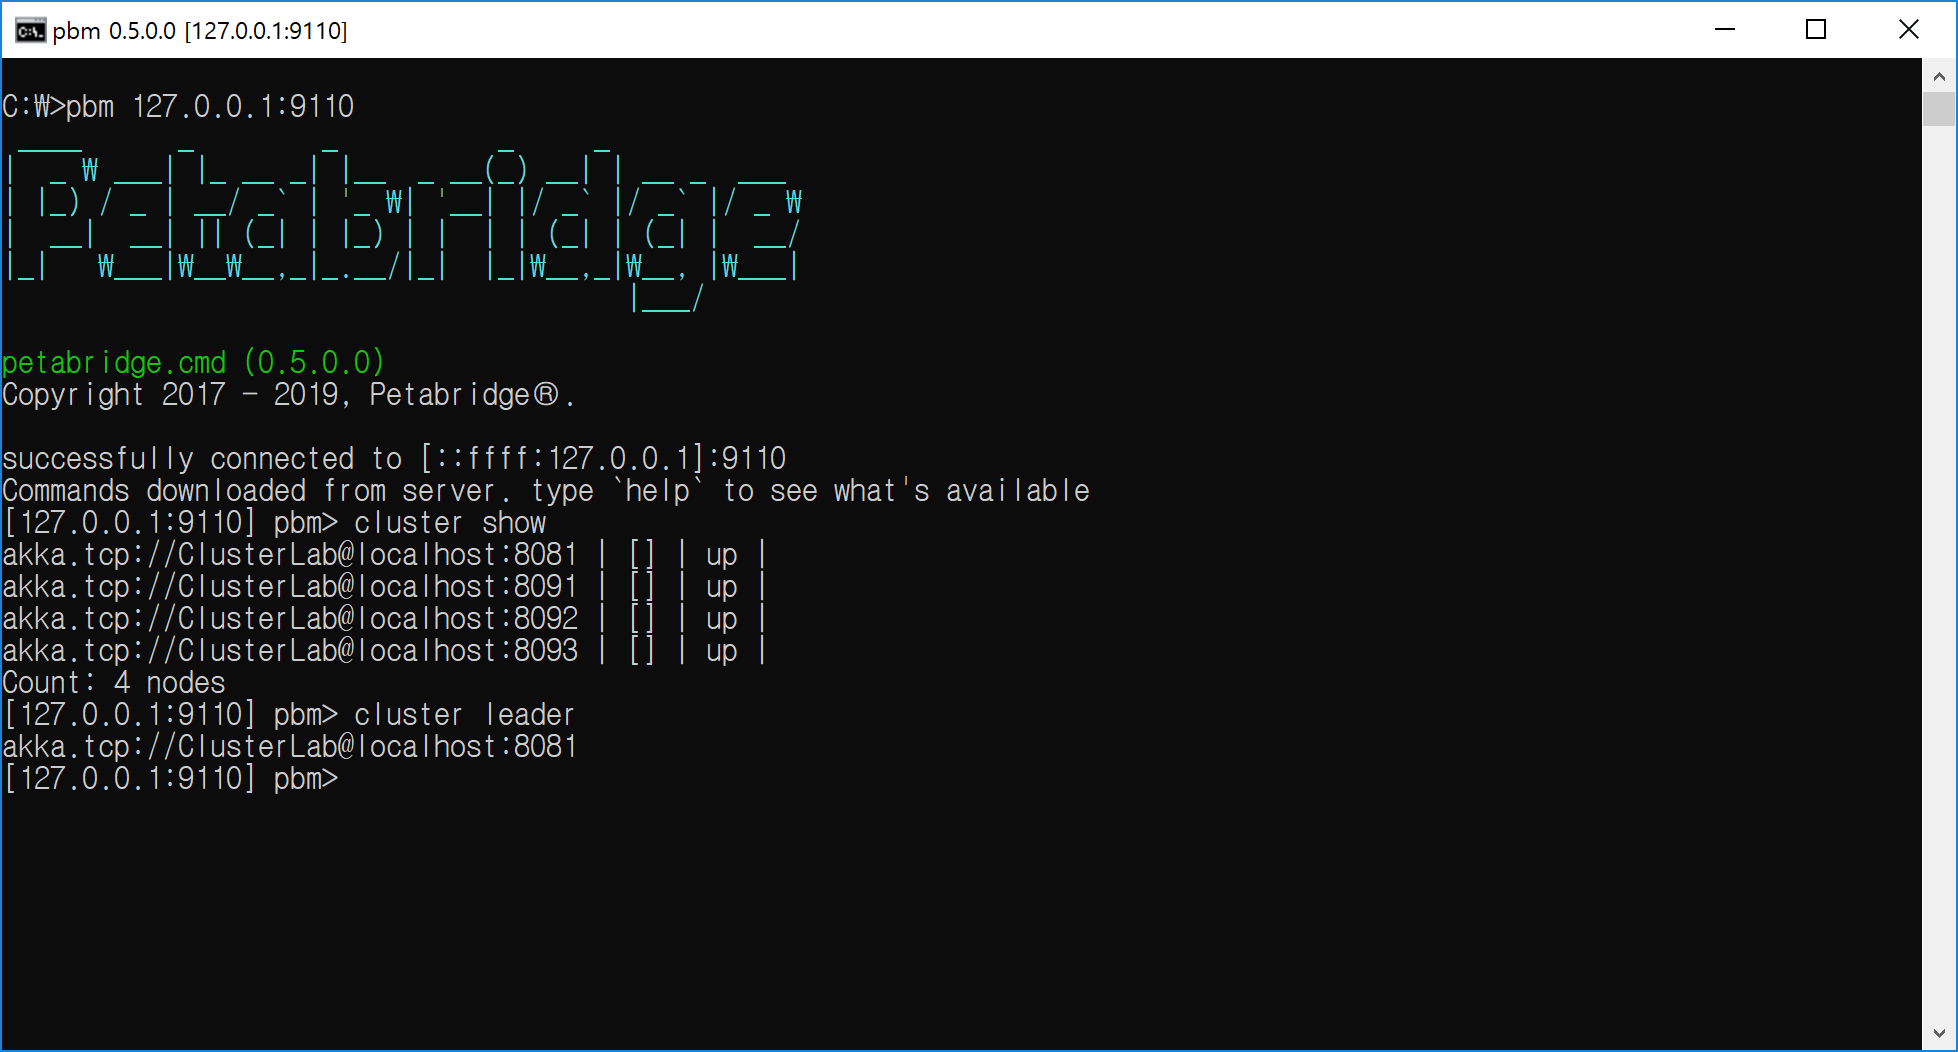 pbm 0.5.0.0 [127.0.0.1:9110]
C:₩>pbm 127.0.0.1:9110
Petabridge
petabridge.cmd (0.5.0.0)
Copyright 2017 - 2019, Petabridge®.
successfully connected to [::ffff:127.0.0.1]:9110
Commands downloaded from server. type `help` to see what's available
[127.0.0.1:9110] pbm> cluster show
akka.tcp://ClusterLab@localhost:8081 | [] | up |
akka.tcp://ClusterLab@localhost:8091 | [] | up |
akka.tcp://ClusterLab@localhost:8092 | [] | up |
akka.tcp://ClusterLab@localhost:8093 | [] | up |
Count: 4 nodes
[127.0.0.1:9110] pbm> cluster leader
akka.tcp://ClusterLab@localhost:8081
[127.0.0.1:9110] pbm>